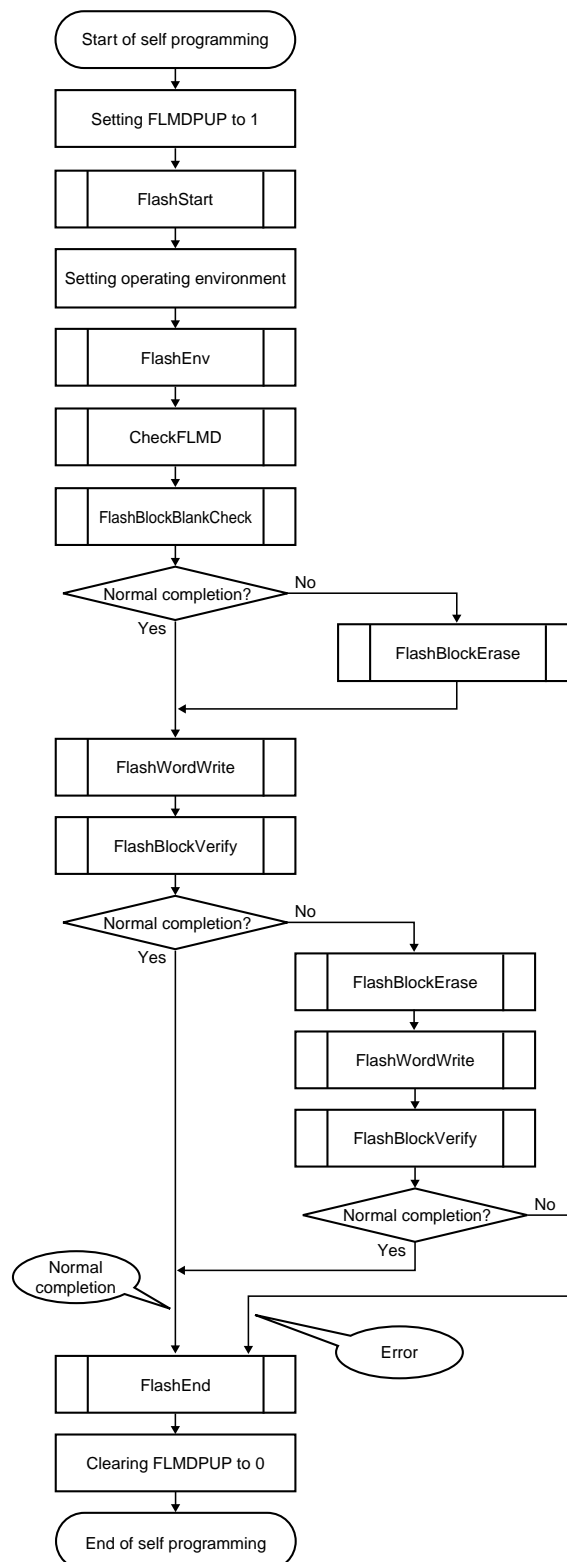 Start of self programming
Setting FLMDPUP to 1
FlashStart
Setting operating environment
FlashEnv
CheckFLMD
FlashBlockBlankCheck
Normal completion?
No
Yes
FlashBlockErase
FlashWordWrite
FlashBlockVerify
Normal completion?
No
Yes
FlashBlockErase
FlashWordWrite
FlashBlockVerify
Normal completion?
No
Yes
Normal
completion
Error
FlashEnd
Clearing FLMDPUP to 0
End of self programming